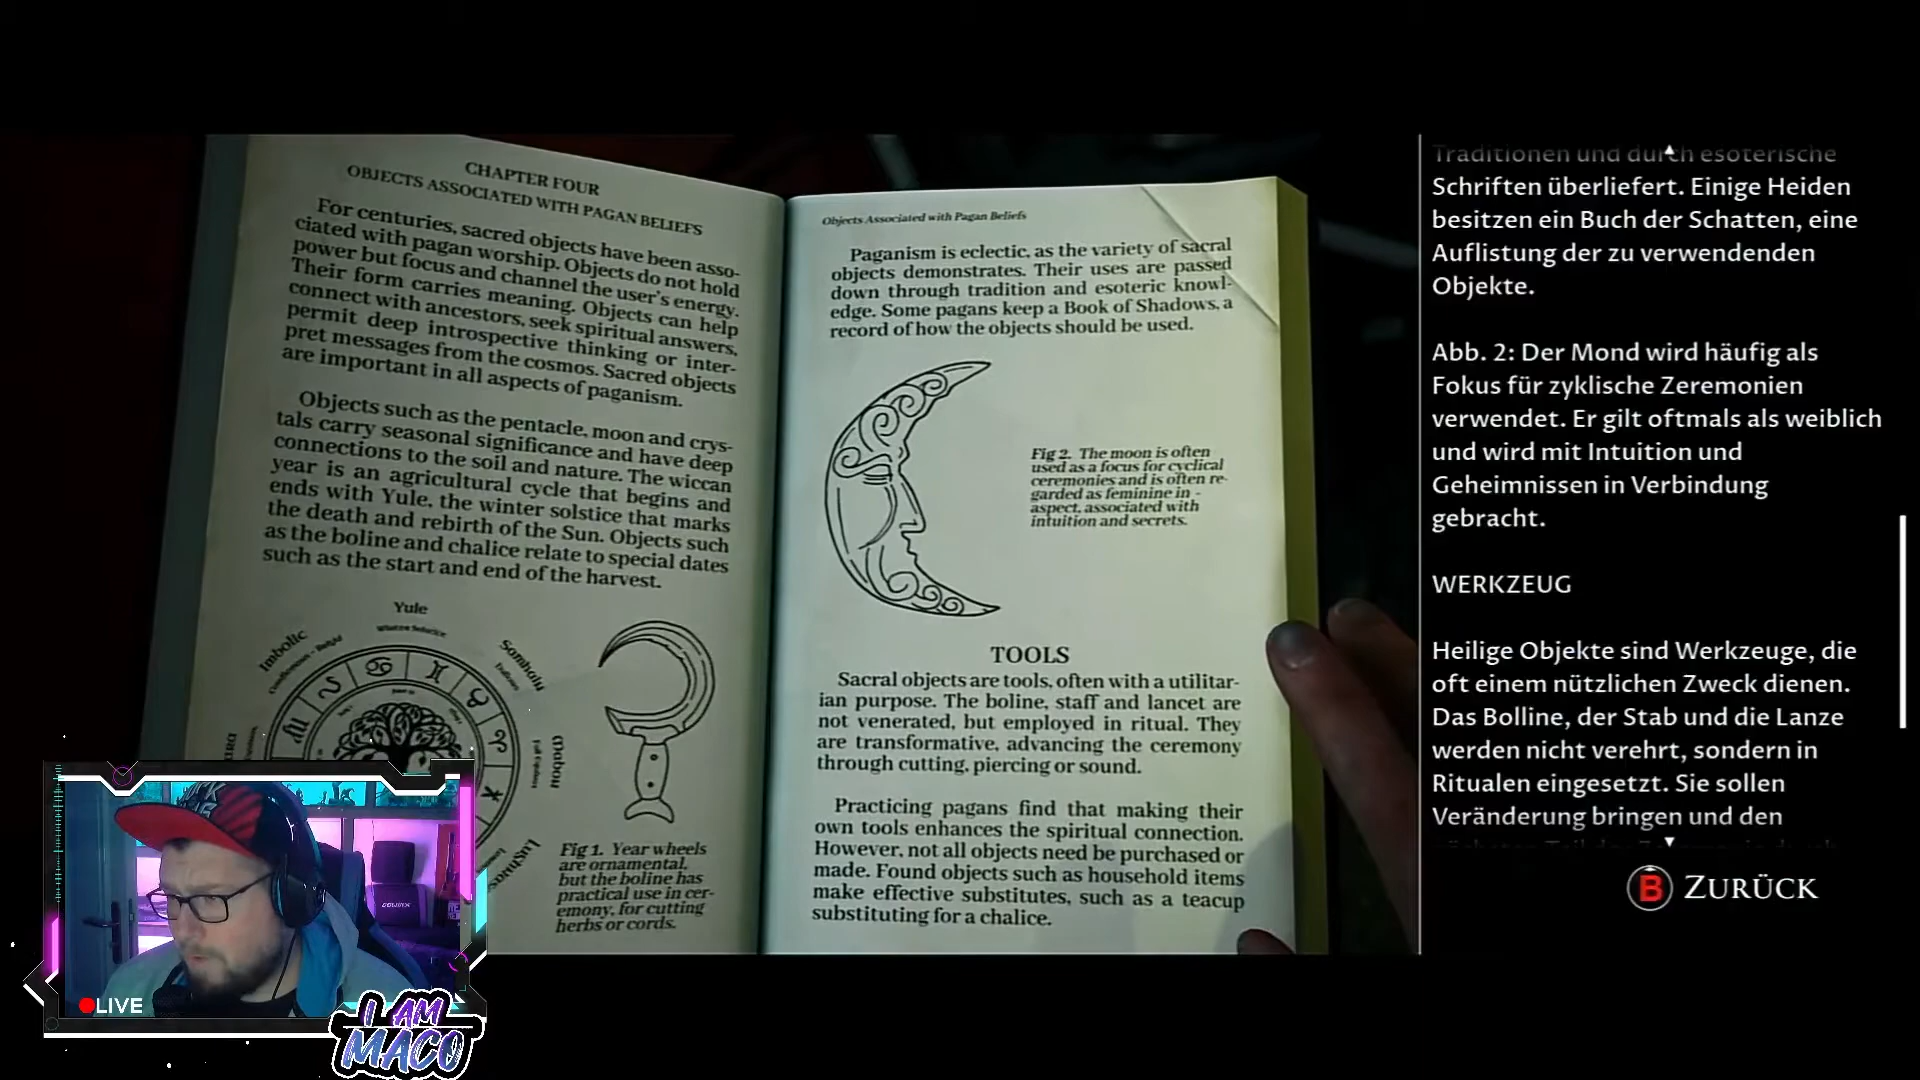 CHAPTER FOUR
OBJECTS ASSOCIATED WITH PAGAN BELIEFS
For centuries, sacred objects have been asso-
ciated with pagan worship. Objects do not hold
power but focus and channel the user's energy.
Their form carries meaning. Objects can help
connect with ancestors, seek spiritual answers,
permit deep introspective thinking or inter-
pret messages from the cosmos. Sacred objects
are important in all aspects of paganism.
Objects such as the pentacle, moon and crys-
tals carry seasonal significance and have deep
connections to the soil and nature. The wiccan
year is an agricultural cycle that begins and
ends with Yule, the winter solstice that marks
the death and rebirth of the Sun. Objects such
as the boline and chalice relate to special dates
such as the start and end of the harvest.
Yule
Winter Solstice
Imbolic
Samhain
Mabon
Fig 1. Year wheels
are ornamental,
but the boline has
practical use in cer-
emony, for cutting
herbs or cords.
Objects Associated with Pagan Beliefs
Paganism is eclectic, as the variety of sacral
objects demonstrates. Their uses are passed
down through tradition and esoteric knowl-
edge. Some pagans keep a Book of Shadows, a
record of how the objects should be used.
Fig 2. The moon is often
used as a focus for cyclical
ceremonies and is often re-
garded as feminine in -
aspect, associated with
intuition and secrets.
TOOLS
Sacral objects are tools, often with a utilitar-
ian purpose. The boline, staff and lancet are
not venerated, but employed in ritual. They
are transformative, advancing the ceremony
through cutting, piercing or sound.
Practicing pagans find that making their
own tools enhances the spiritual connection.
However, not all objects need be purchased or
made. Found objects such as household items
make effective substitutes, such as a teacup
substituting for a chalice.
Traditionen und durch esoterische
Schriften überliefert. Einige Heiden
besitzen ein Buch der Schatten, eine
Auflistung der zu verwendenden
Objekte.
Abb. 2: Der Mond wird häufig als
Fokus für zyklische Zeremonien
verwendet. Er gilt oftmals als weiblich
und wird mit Intuition und
Geheimnissen in Verbindung
gebracht.
WERKZEUG
Heilige Objekte sind Werkzeuge, die
oft einem nützlichen Zweck dienen.
Das Bolline, der Stab und die Lanze
werden nicht verehrt, sondern in
Ritualen eingesetzt. Sie sollen
Veränderung bringen und den
B ZURÜCK
LIVE
I AM
MACO